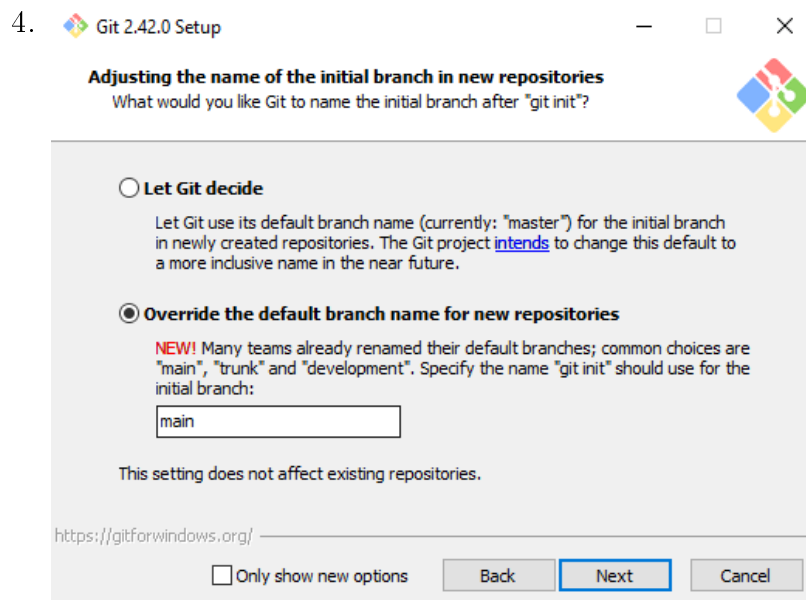 4.
Git 2.42.0 Setup
Adjusting the name of the initial branch in new repositories
What would you like Git to name the initial branch after "git init"?
Let Git decide
Let Git use its default branch name (currently: "master") for the initial branch
in newly created repositories. The Git project intends to change this default to
a more inclusive name in the near future.
Override the default branch name for new repositories
NEW! Many teams already renamed their default branches; common choices are
"main", "trunk" and "development". Specify the name "git init" should use for the
initial branch:
main
This setting does not affect existing repositories.
https://gitforwindows.org/
Only show new options
Back
Next
Cancel